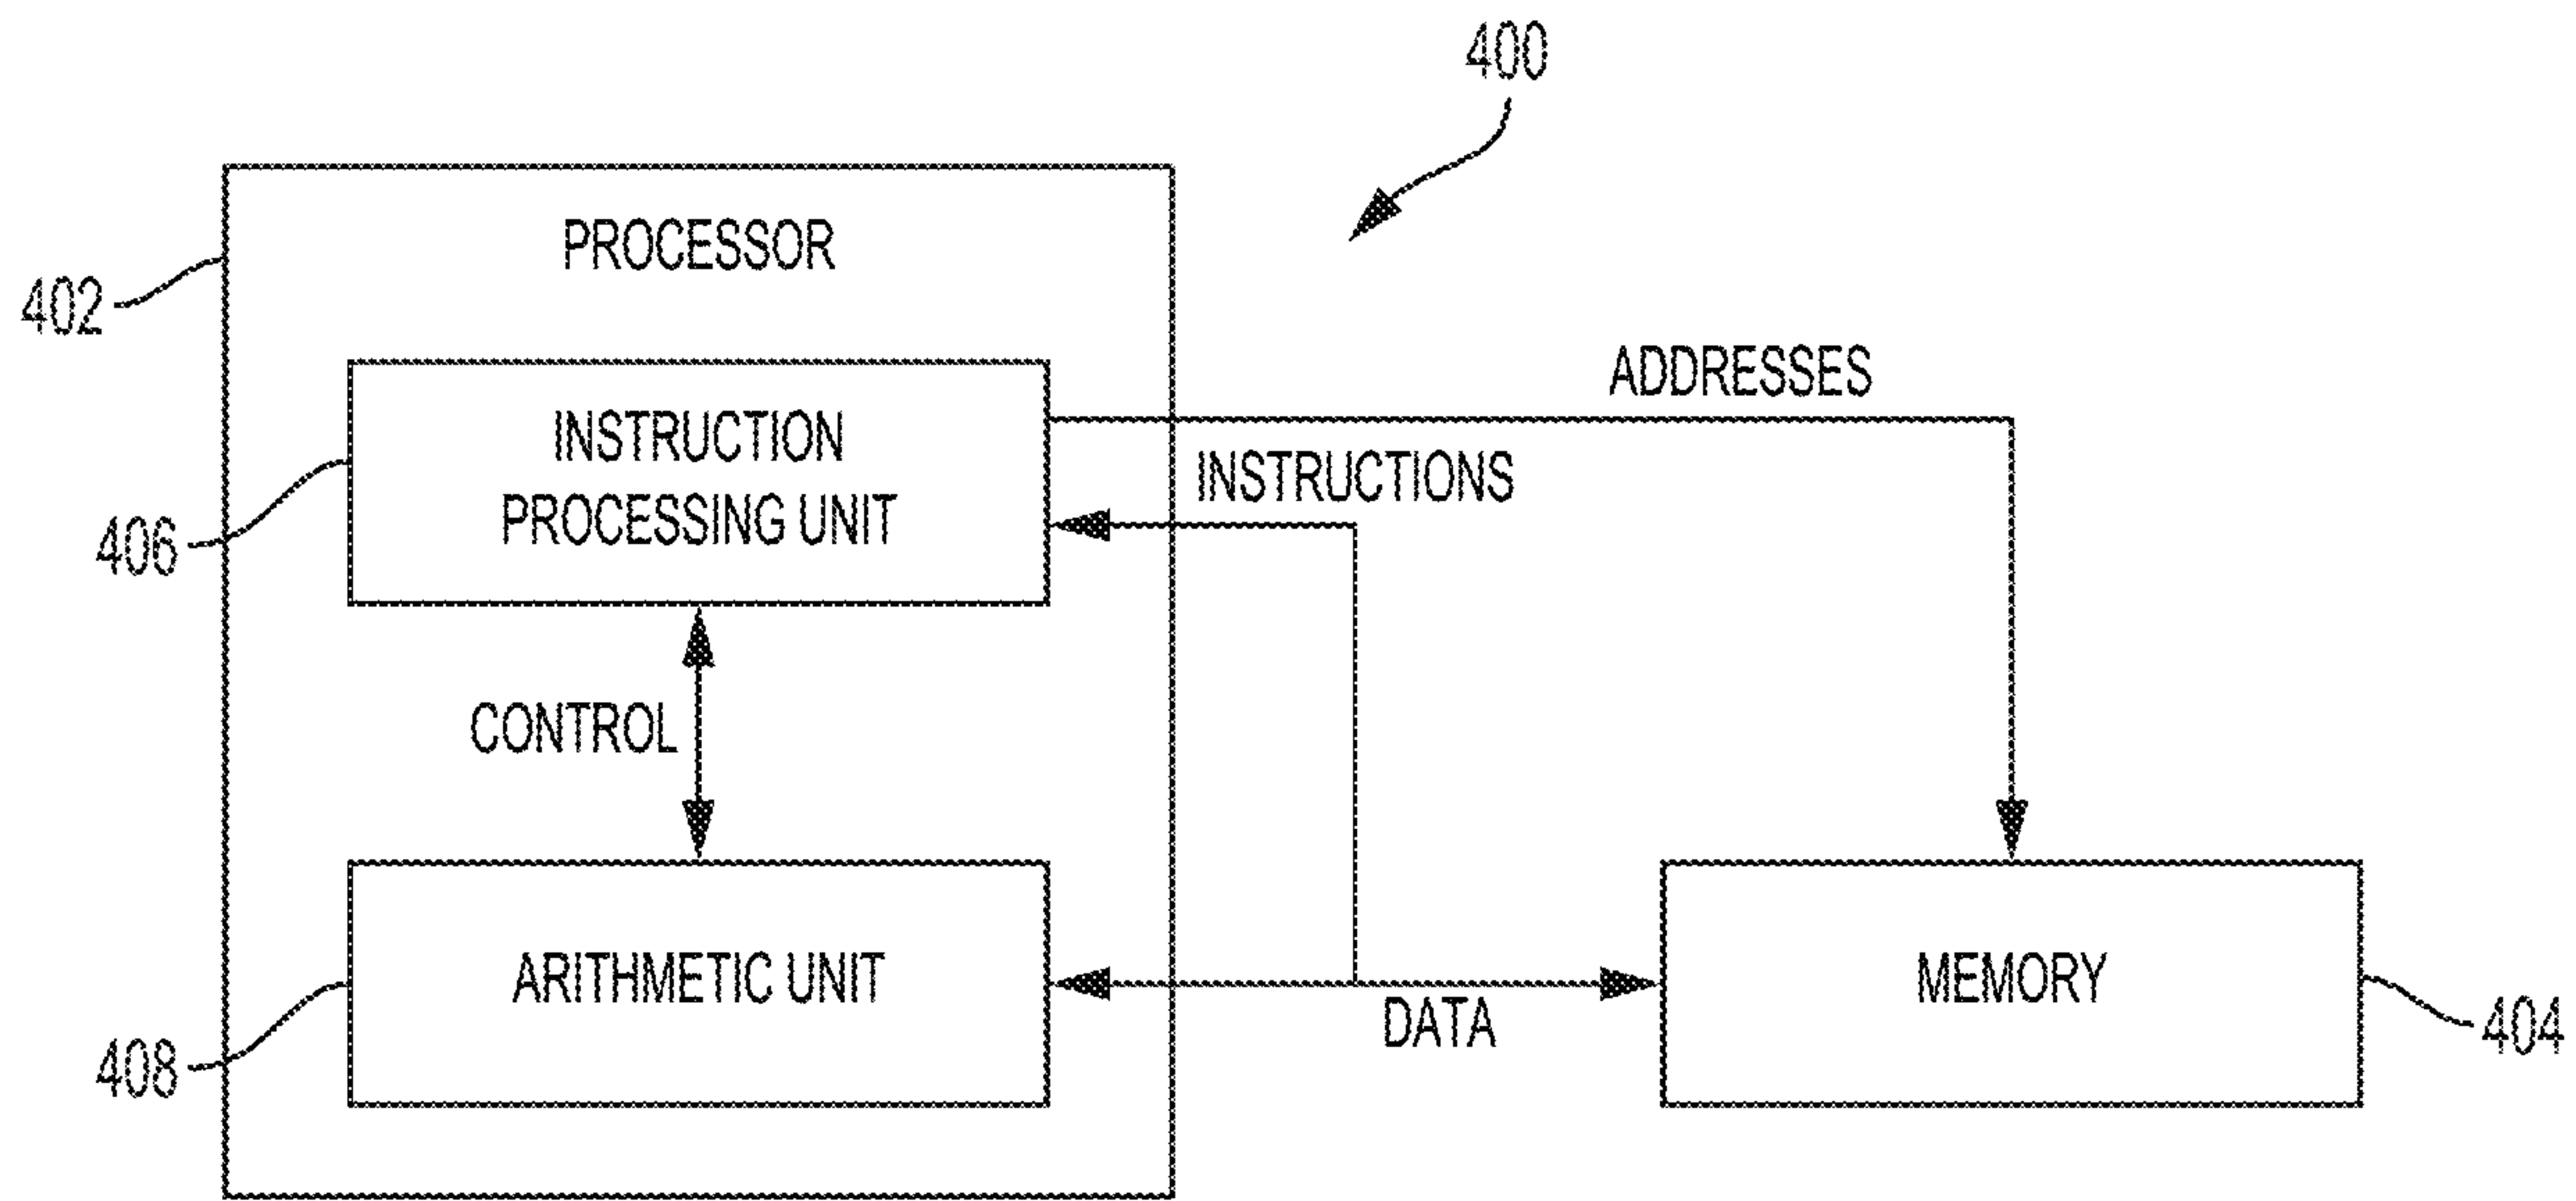 400
PROCESSOR
402
ADDRESSES
INSTRUCTION
PROCESSING UNIT
INSTRUCTIONS
406
CONTROL
ARITHMETIC UNIT
MEMORY
DATA
404
408